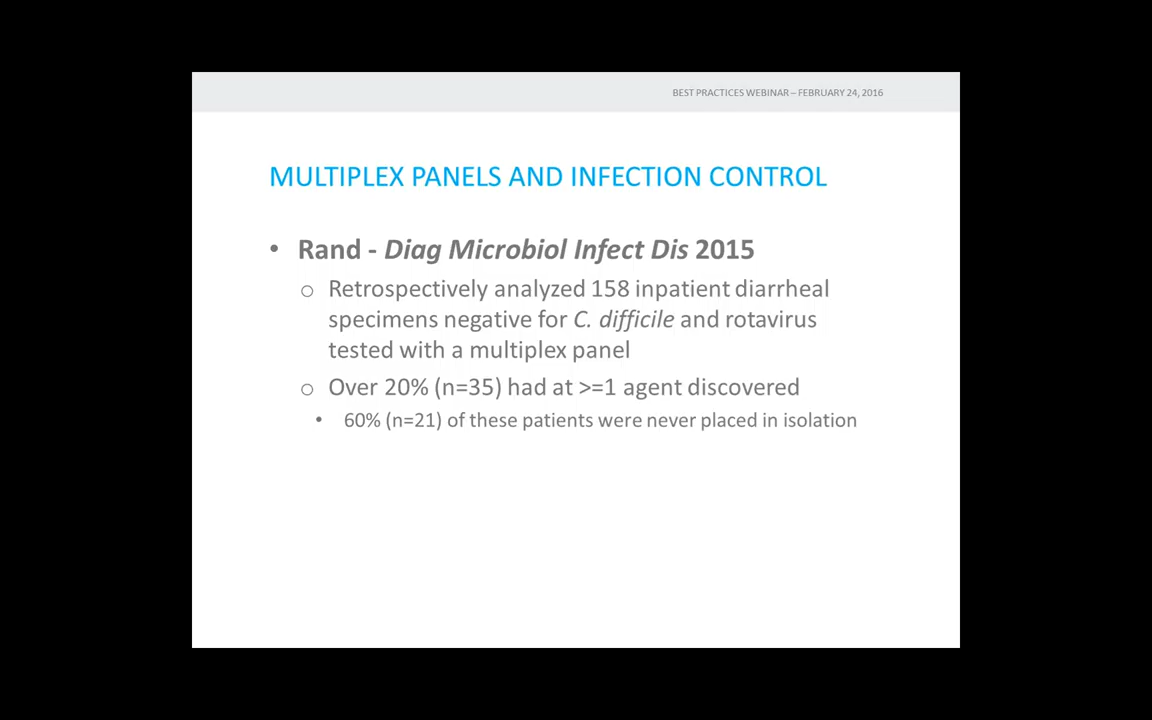 BEST PRACTICES WEBINAR – FEBRUARY 24, 2016
MULTIPLEX PANELS AND INFECTION CONTROL
• Rand - Diag Microbiol Infect Dis 2015
○ Retrospectively analyzed 158 inpatient diarrheal
specimens negative for C. difficile and rotavirus
tested with a multiplex panel
○ Over 20% (n=35) had at >=1 agent discovered
• 60% (n=21) of these patients were never placed in isolation